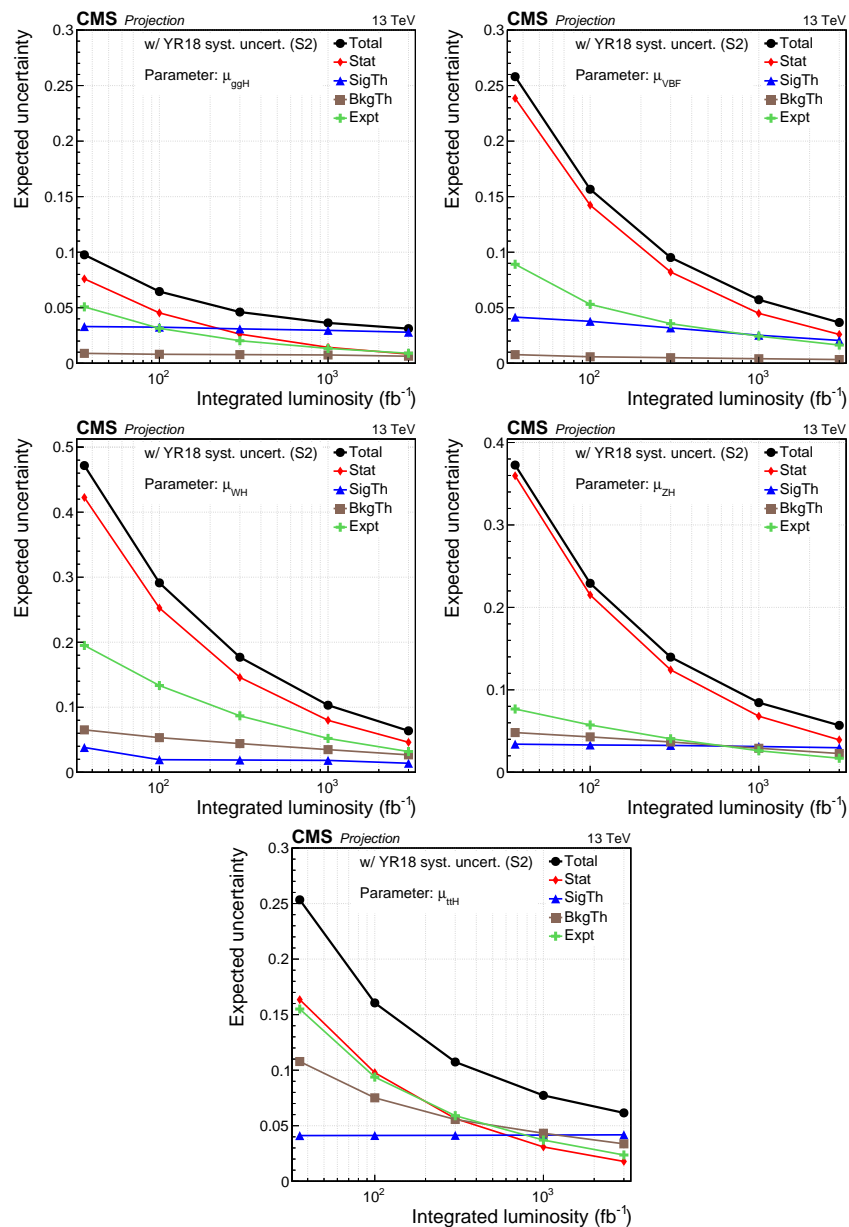 CMS Projection 13 TeV
w/ YR18 syst. uncert. (S2)
Parameter: μggH
Total
Stat
SigTh
BkgTh
Expt
Expected uncertainty
0.3
0.25
0.2
0.15
0.1
0.05
0
10² 10³
Integrated luminosity (fb⁻¹)
CMS Projection 13 TeV
w/ YR18 syst. uncert. (S2)
Parameter: μVBF
Total
Stat
SigTh
BkgTh
Expt
Expected uncertainty
0.3
0.25
0.2
0.15
0.1
0.05
0
10² 10³
Integrated luminosity (fb⁻¹)
CMS Projection 13 TeV
w/ YR18 syst. uncert. (S2)
Parameter: μWH
Total
Stat
SigTh
BkgTh
Expt
Expected uncertainty
0.5
0.4
0.3
0.2
0.1
0
10² 10³
Integrated luminosity (fb⁻¹)
CMS Projection 13 TeV
w/ YR18 syst. uncert. (S2)
Parameter: μZH
Total
Stat
SigTh
BkgTh
Expt
Expected uncertainty
0.4
0.3
0.2
0.1
0
10² 10³
Integrated luminosity (fb⁻¹)
CMS Projection 13 TeV
w/ YR18 syst. uncert. (S2)
Parameter: μttH
Total
Stat
SigTh
BkgTh
Expt
Expected uncertainty
0.3
0.25
0.2
0.15
0.1
0.05
0
10² 10³
Integrated luminosity (fb⁻¹)